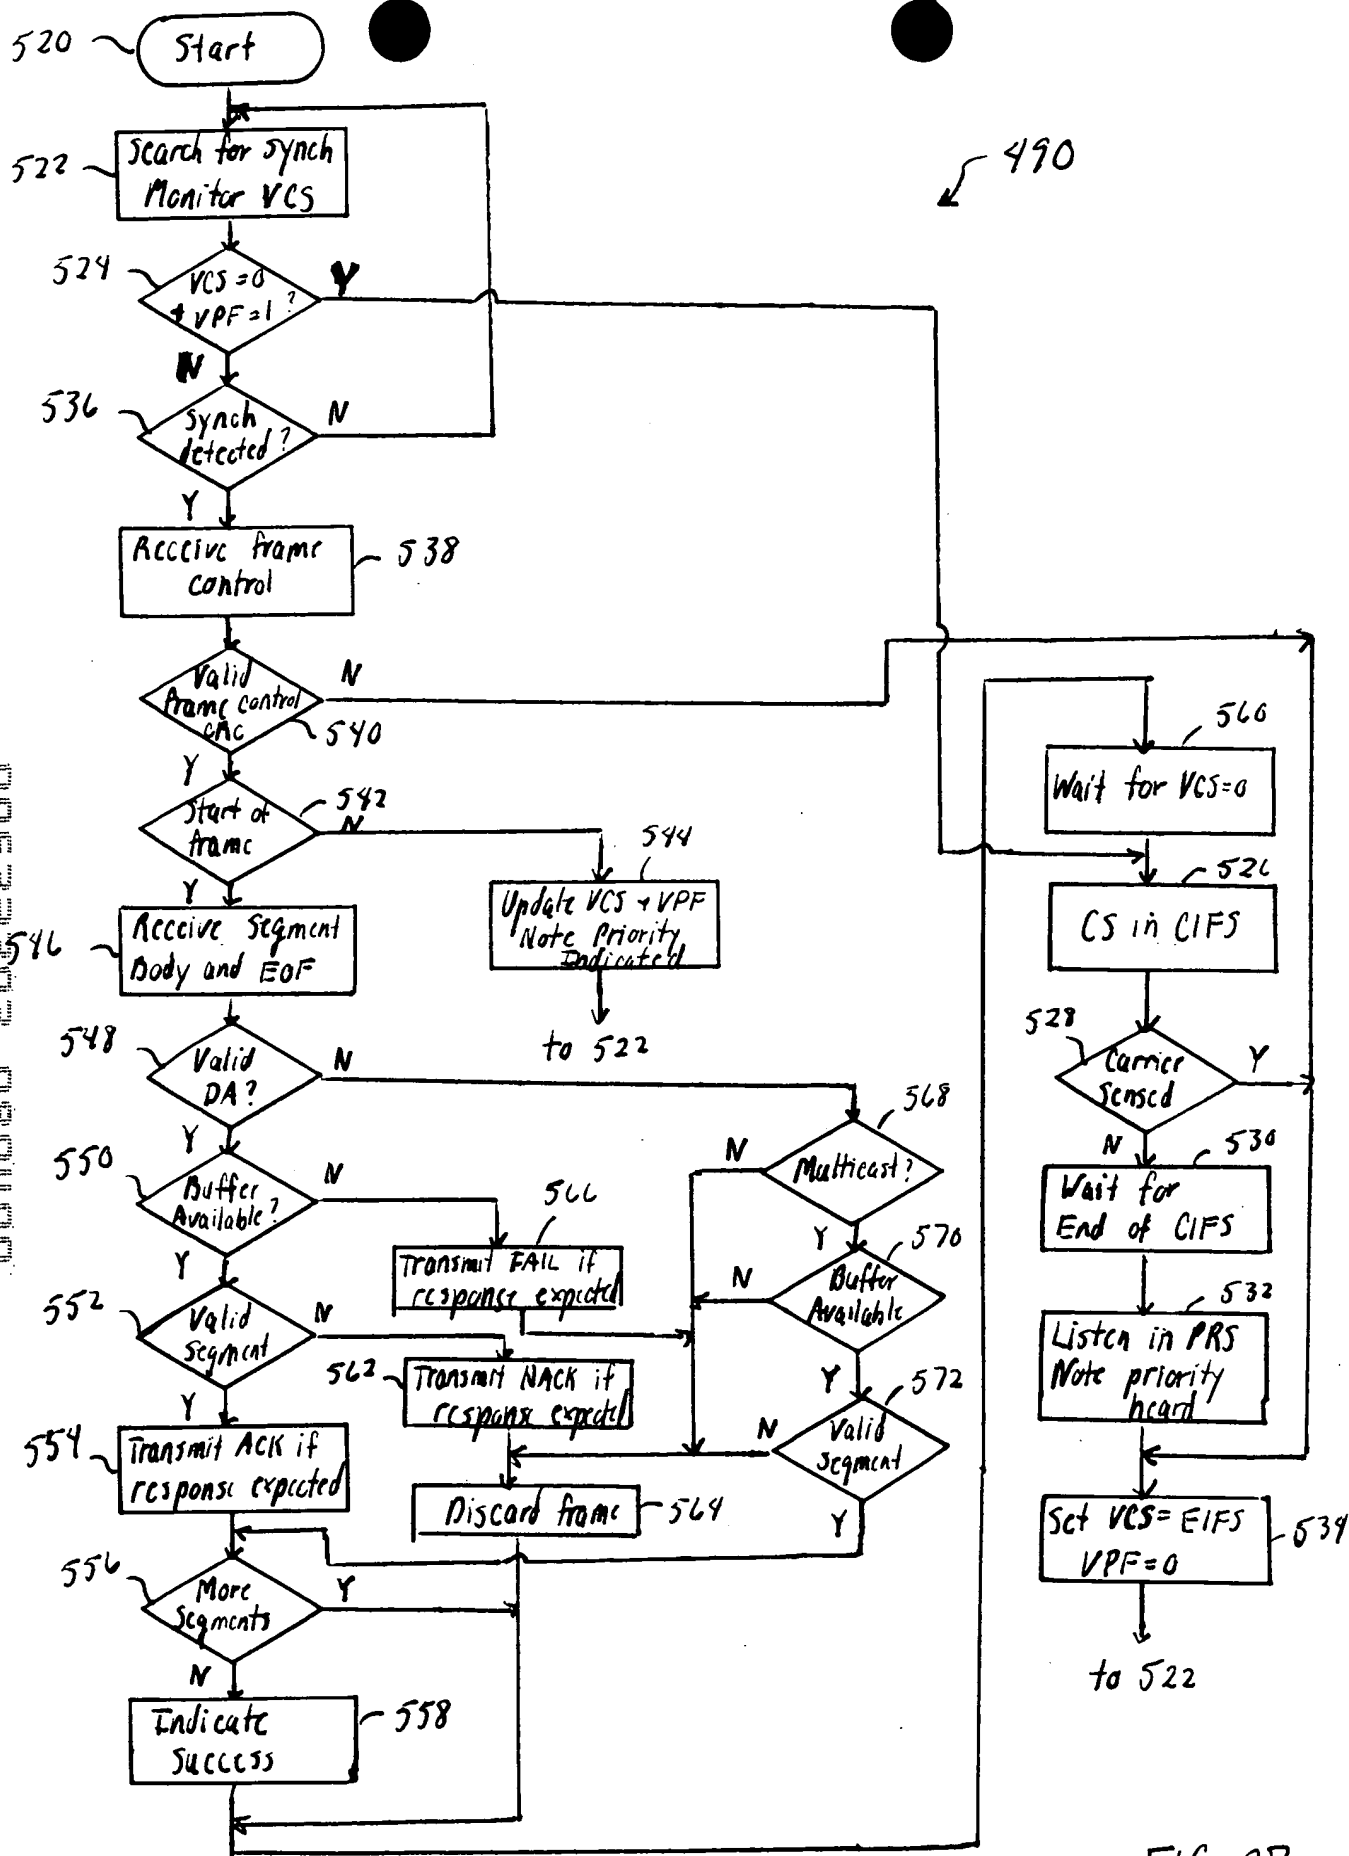 520
Start
490
522
Search for synch
Monitor VCS
524
VCS=0
+ VPF=1 ?
Y
N
536
Synch
detected?
N
Y
Receive frame
control
538
Valid
frame control
CRC
N
540
Y
Start of
frame
542
N
Y
544
Update VCS + VPF
Note Priority
Indicated
to 522
546
Receive Segment
Body and EOF
548
Valid
DA?
N
Y
550
Buffer
Available?
N
Y
566
Transmit FAIL if
response expected
552
Valid
segment
N
Y
562
Transmit NACK if
response expected
554
Transmit ACK if
response expected
Discard frame
564
556
More
Segments
Y
N
Indicate
Success
558
568
Multicast?
N
Y
570
Buffer
Available
N
Y
572
Valid
segment
N
Y
560
Wait for VCS=0
526
CS in CIFS
528
Carrier
Sensed
Y
N
530
Wait for
End of CIFS
532
Listen in PRS
Note priority
heard
Set VCS= EIFS
VPF=0
534
to 522